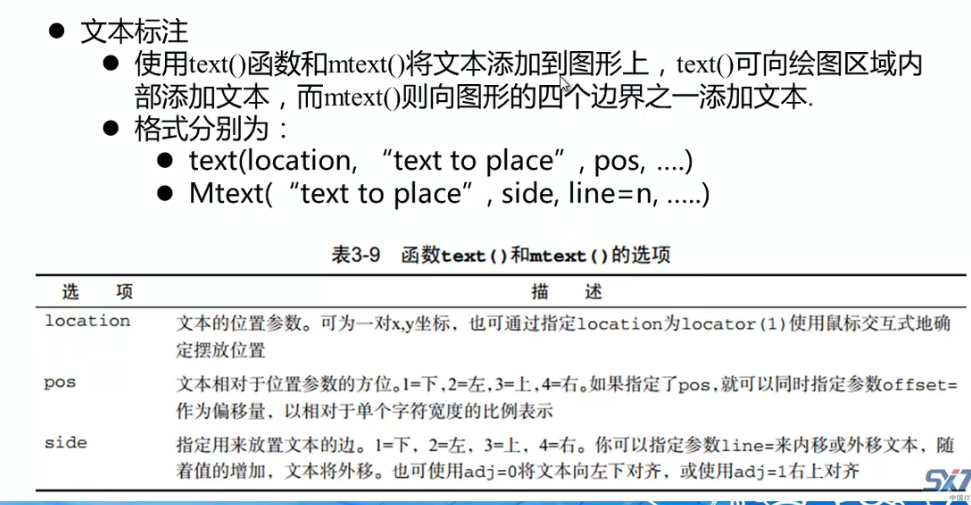 文本标注
使用text()函数和mtext()将文本添加到图形上，text()可向绘图区域内
部添加文本，而mtext()则向图形的四个边界之一添加文本.
格式分别为：
text(location, “text to place”, pos, ....)
Mtext(“text to place”, side, line=n, .....)
表3-9 函数text()和mtext()的选项
选 项 描 述
location 文本的位置参数。可为一对x,y坐标，也可通过指定location为locator(1)使用鼠标交互式地确
定摆放位置
pos 文本相对于位置参数的方位。1=下,2=左,3=上,4=右。如果指定了pos,就可以同时指定参数offset=
作为偏移量，以相对于单个字符宽度的比例表示
side 指定用来放置文本的边。1=下，2=左，3=上，4=右。你可以指定参数line=来内移或外移文本，随
着值的增加，文本将外移。也可使用adj=0将文本向左下对齐，或使用adj=1右上对齐